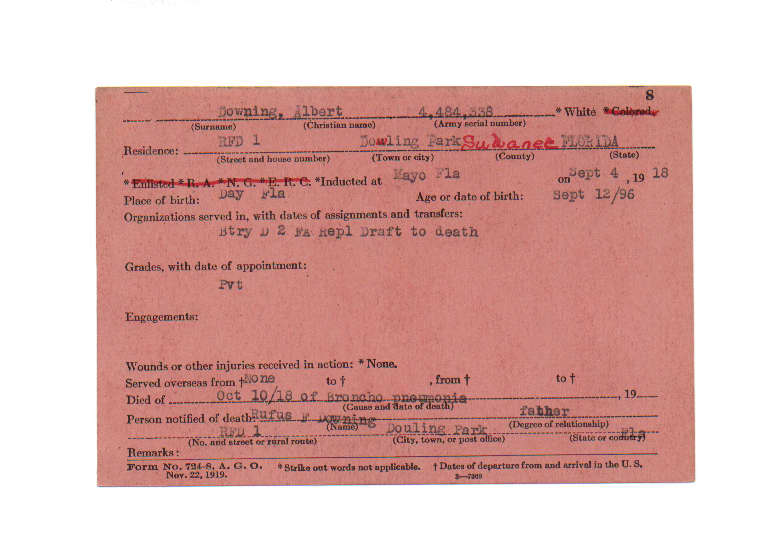 8
Downing, Albert 4,484,338 * White * Colored.
(Surname) (Christian name) (Army serial number)
Residence: RFD 1 Douling Park Suwanee FLORIDA
(Street and house number) (Town or city) (County) (State)
* Enlisted * R. A. * N. G. * E. R. C. *Inducted at Mayo Fla on Sept 4 , 19 18
Place of birth: Day Fla Age or date of birth: Sept 12/96
Organizations served in, with dates of assignments and transfers:
Btry D 2 FA Repl Draft to death
Grades, with date of appointment:
Pvt
Engagements:
Wounds or other injuries received in action: * None.
Served overseas from † None to † , from † to †
Died of Oct 10/18 of Broncho pneumonia , 19
(Cause and date of death)
Person notified of death: Rufus F Downing father
(Name) (Degree of relationship)
RFD 1 Douling Park Fla
(No. and street or rural route) (City, town, or post office) (State or country)
Remarks:
Form No. 724-8, A. G. O. * Strike out words not applicable. † Dates of departure from and arrival in the U. S.
Nov. 22, 1919. 3—7369